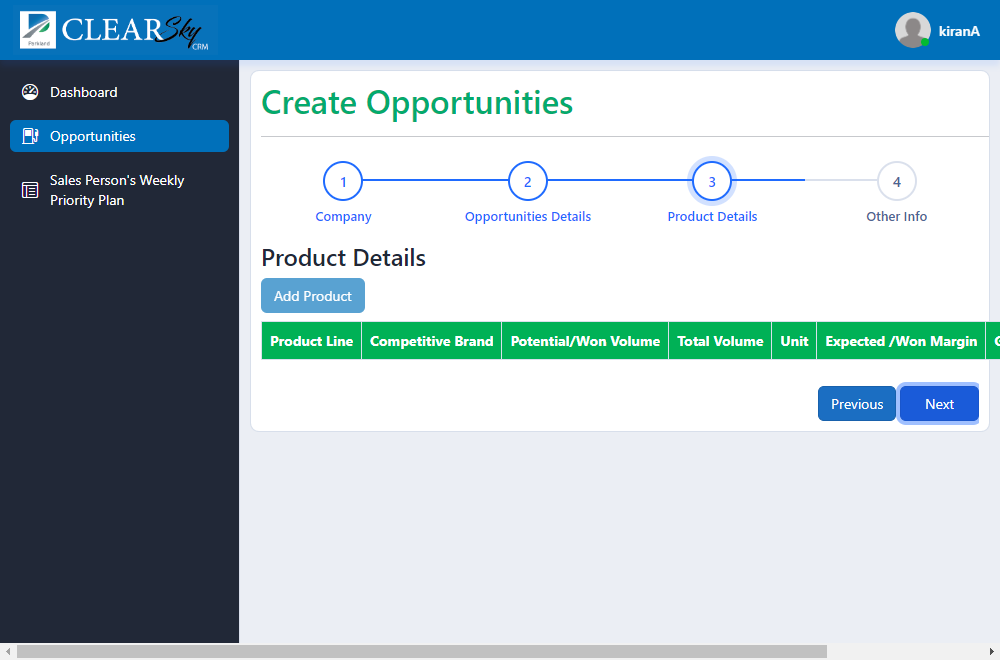 Parkland
CLEARSky
CRM
kiranA
Dashboard
Opportunities
Sales Person's Weekly
Priority Plan
Create Opportunities
1
2
3
4
Company
Opportunities Details
Product Details
Other Info
Product Details
Add Product
Product Line
Competitive Brand
Potential/Won Volume
Total Volume
Unit
Expected /Won Margin
Previous
Next